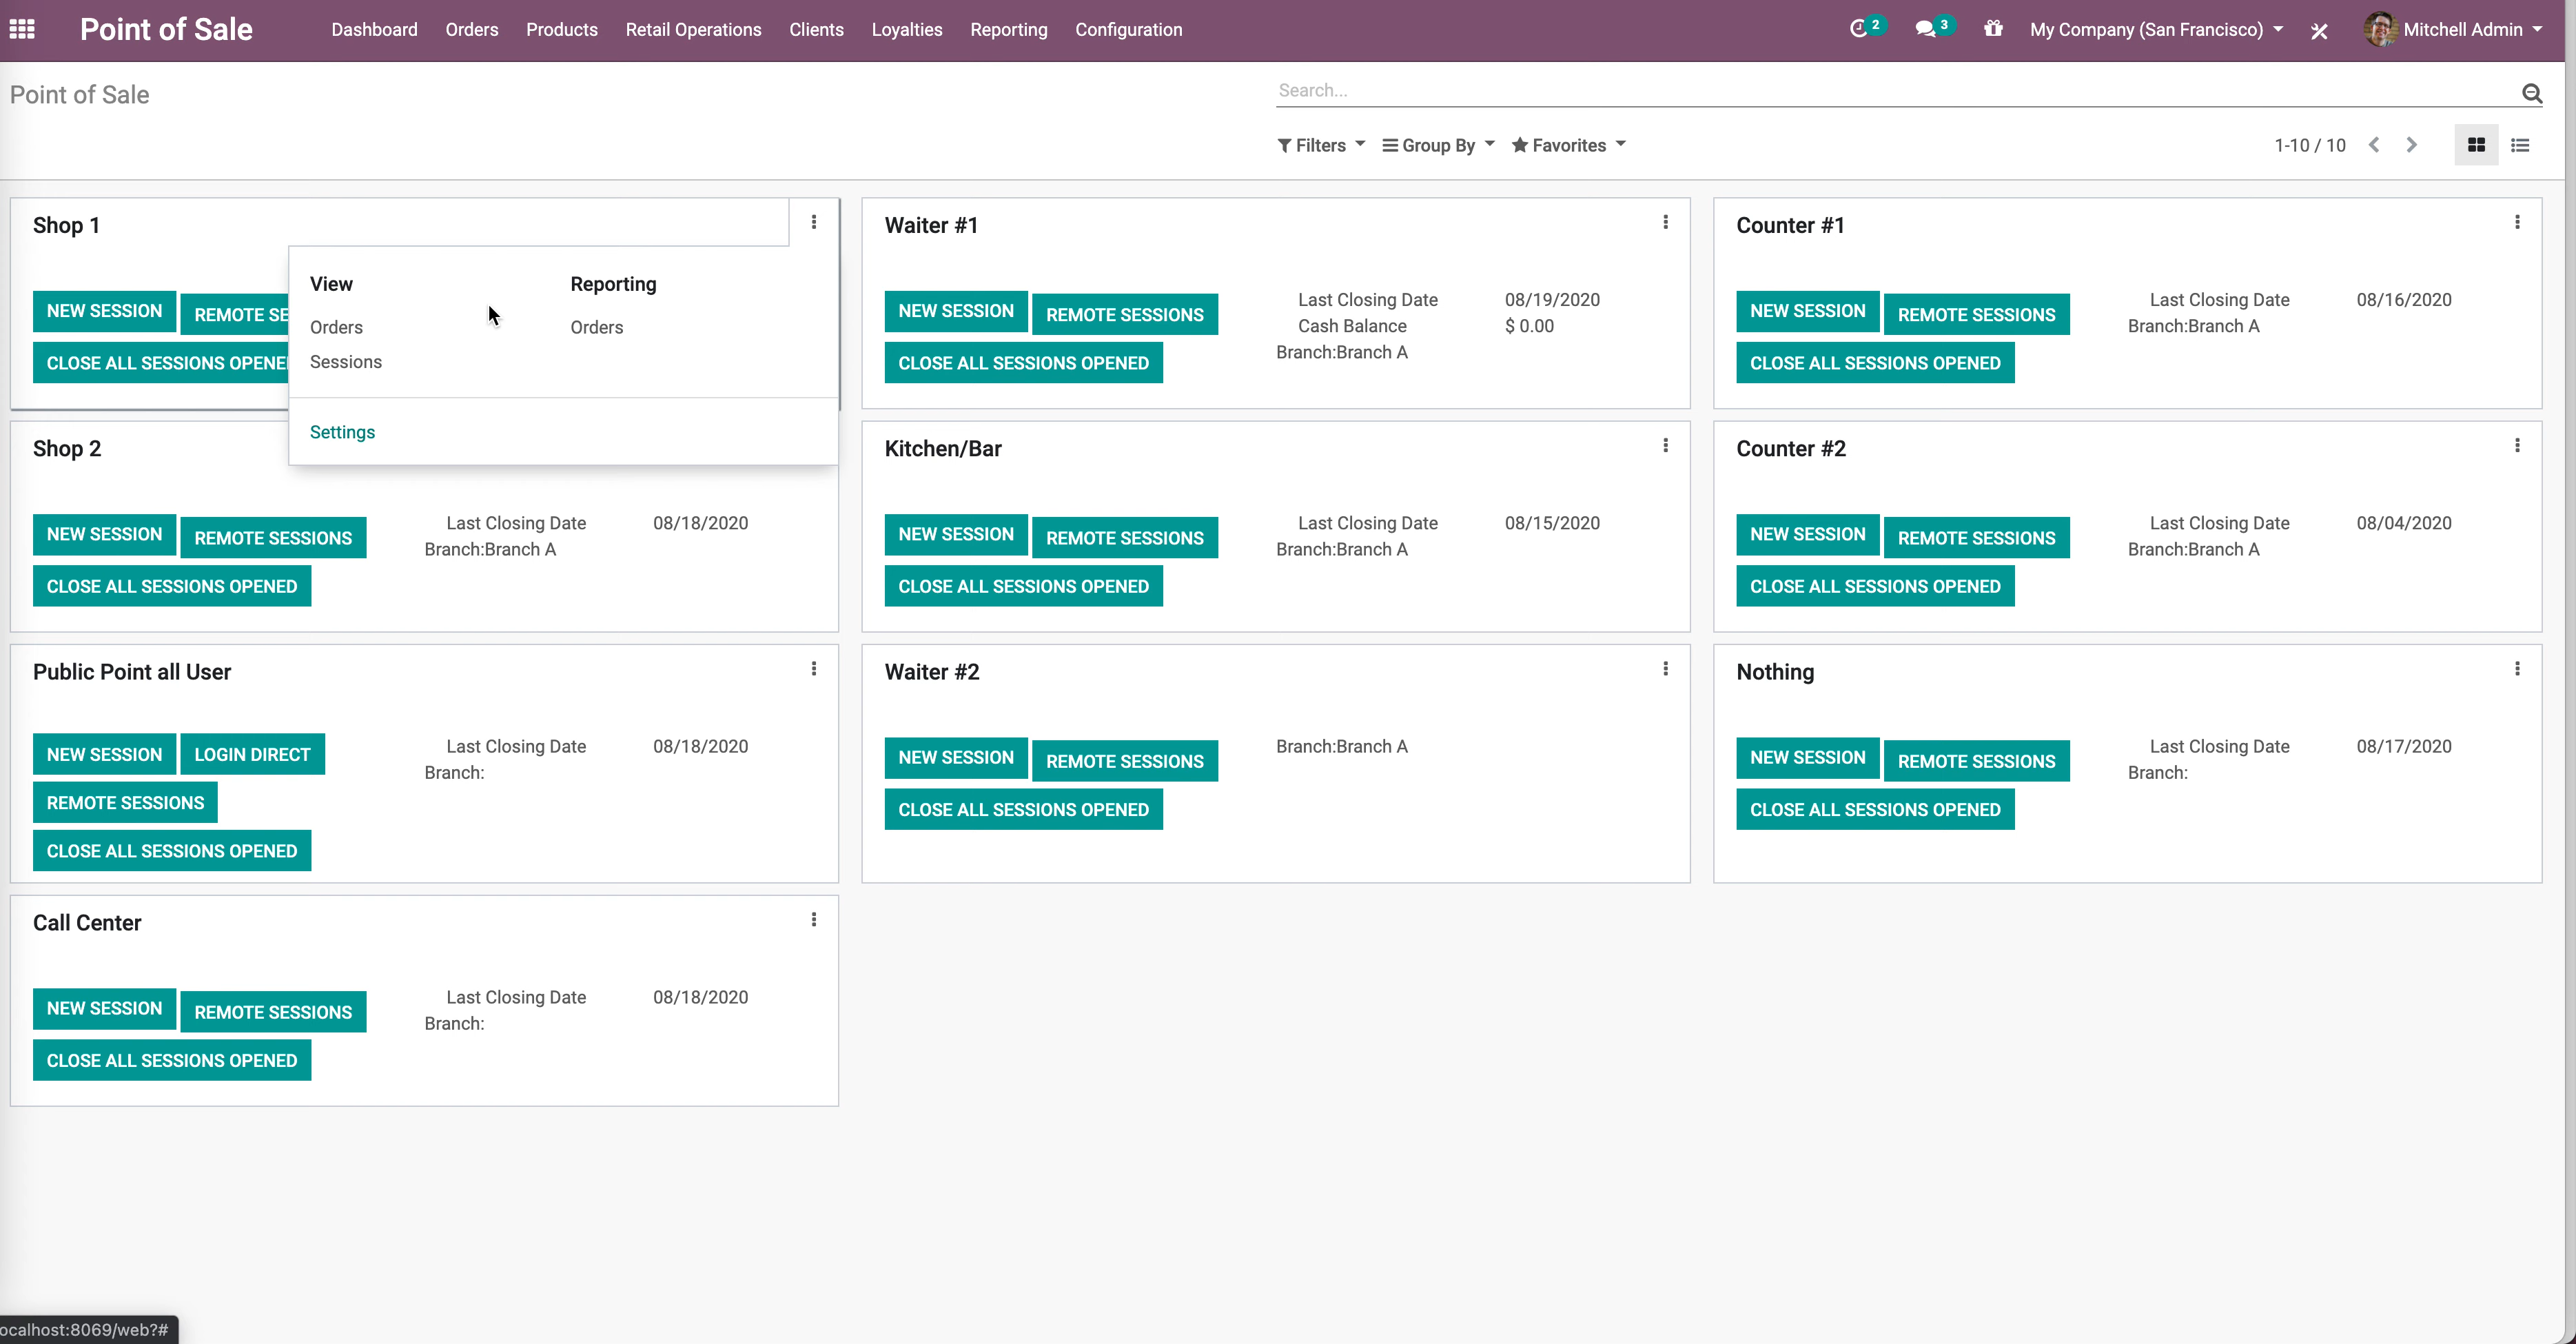 Point of Sale Dashboard Orders Products Retail Operations Clients Loyalties Reporting Configuration 2 3 My Company (San Francisco) Mitchell Admin
Point of Sale
Search...
Filters Group By Favorites 1-10 / 10
Shop 1
View Reporting
Orders Orders
Sessions
Settings
NEW SESSION REMOTE SE
CLOSE ALL SESSIONS OPENE
Waiter #1
NEW SESSION REMOTE SESSIONS
CLOSE ALL SESSIONS OPENED
Last Closing Date 08/19/2020
Cash Balance $ 0.00
Branch:Branch A
Counter #1
NEW SESSION REMOTE SESSIONS
CLOSE ALL SESSIONS OPENED
Last Closing Date 08/16/2020
Branch:Branch A
Shop 2
NEW SESSION REMOTE SESSIONS
CLOSE ALL SESSIONS OPENED
Last Closing Date 08/18/2020
Branch:Branch A
Kitchen/Bar
NEW SESSION REMOTE SESSIONS
CLOSE ALL SESSIONS OPENED
Last Closing Date 08/15/2020
Branch:Branch A
Counter #2
NEW SESSION REMOTE SESSIONS
CLOSE ALL SESSIONS OPENED
Last Closing Date 08/04/2020
Branch:Branch A
Public Point all User
NEW SESSION LOGIN DIRECT
REMOTE SESSIONS
CLOSE ALL SESSIONS OPENED
Last Closing Date 08/18/2020
Branch:
Waiter #2
NEW SESSION REMOTE SESSIONS
CLOSE ALL SESSIONS OPENED
Branch:Branch A
Nothing
NEW SESSION REMOTE SESSIONS
CLOSE ALL SESSIONS OPENED
Last Closing Date 08/17/2020
Branch:
Call Center
NEW SESSION REMOTE SESSIONS
CLOSE ALL SESSIONS OPENED
Last Closing Date 08/18/2020
Branch:
ocalhost:8069/web?#